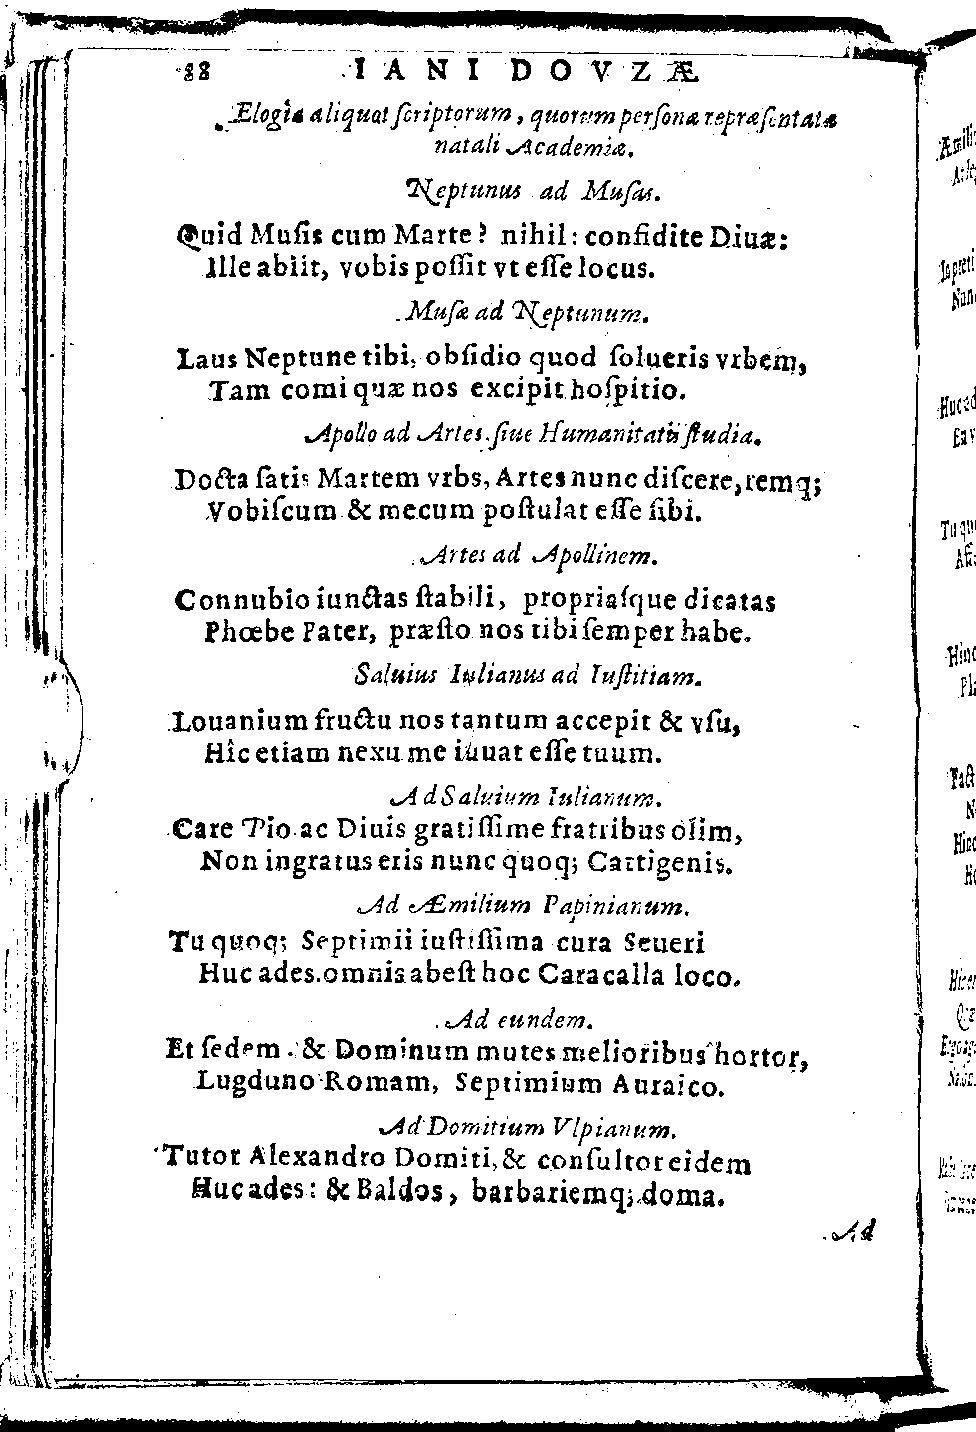 88 IANI DOVZÆ
Elogia aliquot ſcriptorum, quorum perſonæ repræſentatæ
natali Academiæ.
Neptunus ad Muſas.
Quid Muſis cum Marte? nihil: confidite Diuæ:
Ille abiit, vobis poſſit vt eſſe locus.
Muſæ ad Neptunum.
Laus Neptune tibi, obſidio quod ſolueris vrbem,
Tam comi quæ nos excipit hoſpitio.
Apollo ad Artes ſiue Humanitatis ſtudia.
Docta ſatis Martem vrbs, Artes nunc diſcere, remq;
Vobiſcum & mecum poſtulat eſſe ſibi.
Artes ad Apollinem.
Connubio iunctas ſtabili, propriaſque dicatas
Phœbe Pater, præſto nos tibi ſemper habe.
Saluius Iulianus ad Iuſtitiam.
Louanium fructu nos tantum accepit & vſu,
Hîc etiam nexu me iuuat eſſe tuum.
Ad Saluium Iulianum.
Care Pio ac Diuis gratiſſime fratribus olim,
Non ingratus eris nunc quoq; Cattigenis.
Ad Æmilium Papinianum.
Tu quoq; Septimii iuſtiſſima cura Seueri
Huc ades. omnis abeſt hoc Caracalla loco.
Ad eundem.
Et ſedem & Dominum mutes melioribus hortor,
Lugduno Romam, Septimium Auraico.
Ad Domitium Vlpianum.
Tutor Alexandro Domiti, & conſultor eidem
Huc ades: & Baldos, barbariemq; doma.
Ad